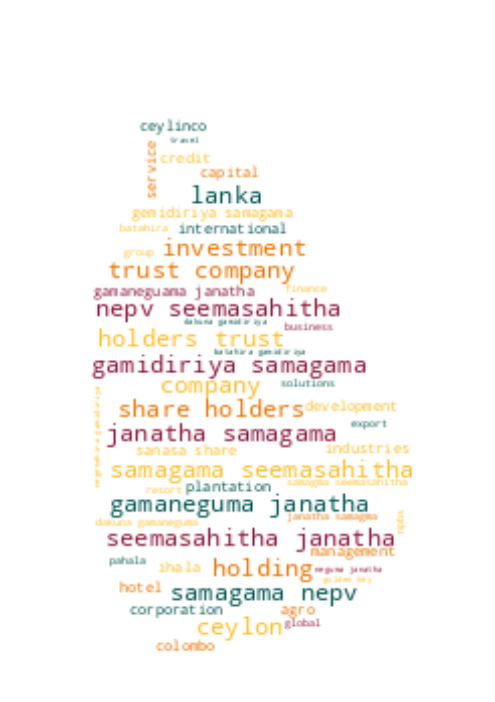 ceylinco
travel
service
credit
capital
lanka
gemidiriya samagama
batahira international
group investment
trust company
gamaneguama janatha finance
nepv seemasahitha
dakuna gamidiriya
business
holders trust
batahira gamidiriya
gamidiriya samagama
company solutions
share holders development
export
janatha samagama
sanasa share industries
samagama seemasahitha
samagma seemasahitha
resort plantation
gamaneguma janatha
janatha samagma
dakuna gamaneguma
seemasahitha janatha
management
pahala ihala holding neguma janatha
golden key
hotel samagama nepv
corporation agro
ceylon global
colombo